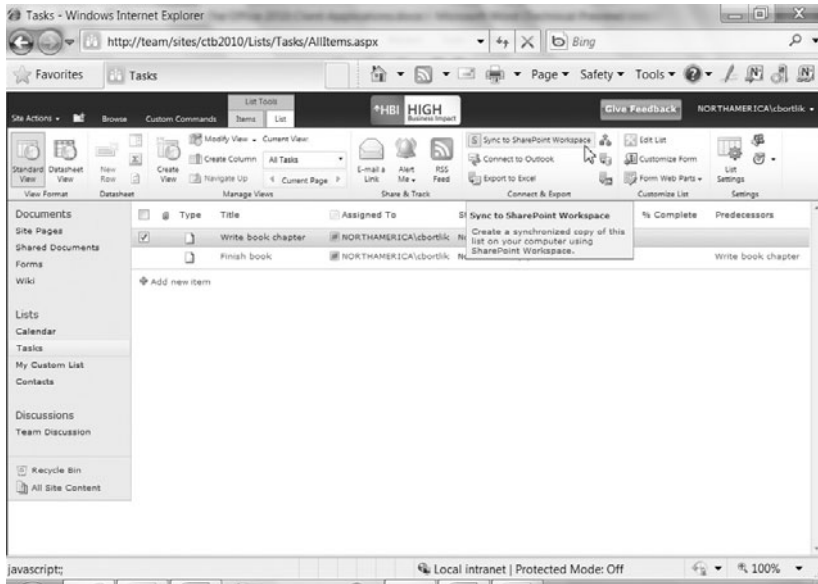 Tasks - Windows Internet Explorer
http://team/sites/ctb2010/Lists/Tasks/AllItems.aspx
Bing
Favorites
Tasks
Page
Safety
Tools
List Tools
Site Actions
Browse
Custom Commands
Items
List
HBI HIGH
Business Impact
Give Feedback
NORTHAMERICA\cbortlik
Standard View
Datasheet View
New Row
Create View
Modify View
Create Column
Navigate Up
Current View:
All Tasks
Current Page
E-mail a Link
Alert Me
RSS Feed
Sync to SharePoint Workspace
Connect to Outlook
Export to Excel
Edit List
Customize Form
Form Web Parts
List Settings
View Format
Datasheet
Manage Views
Share & Track
Connect & Export
Customize List
Settings
Documents
Site Pages
Shared Documents
Forms
Wiki
Lists
Calendar
Tasks
My Custom List
Contacts
Discussions
Team Discussion
Recycle Bin
All Site Content
Type
Title
Assigned To
% Complete
Predecessors
Write book chapter
NORTHAMERICA\cbortlik
Finish book
NORTHAMERICA\cbortlik
Write book chapter
Add new item
Sync to SharePoint Workspace
Create a synchronized copy of this
list on your computer using
SharePoint Workspace.
javascript:;
Local intranet | Protected Mode: Off
100%